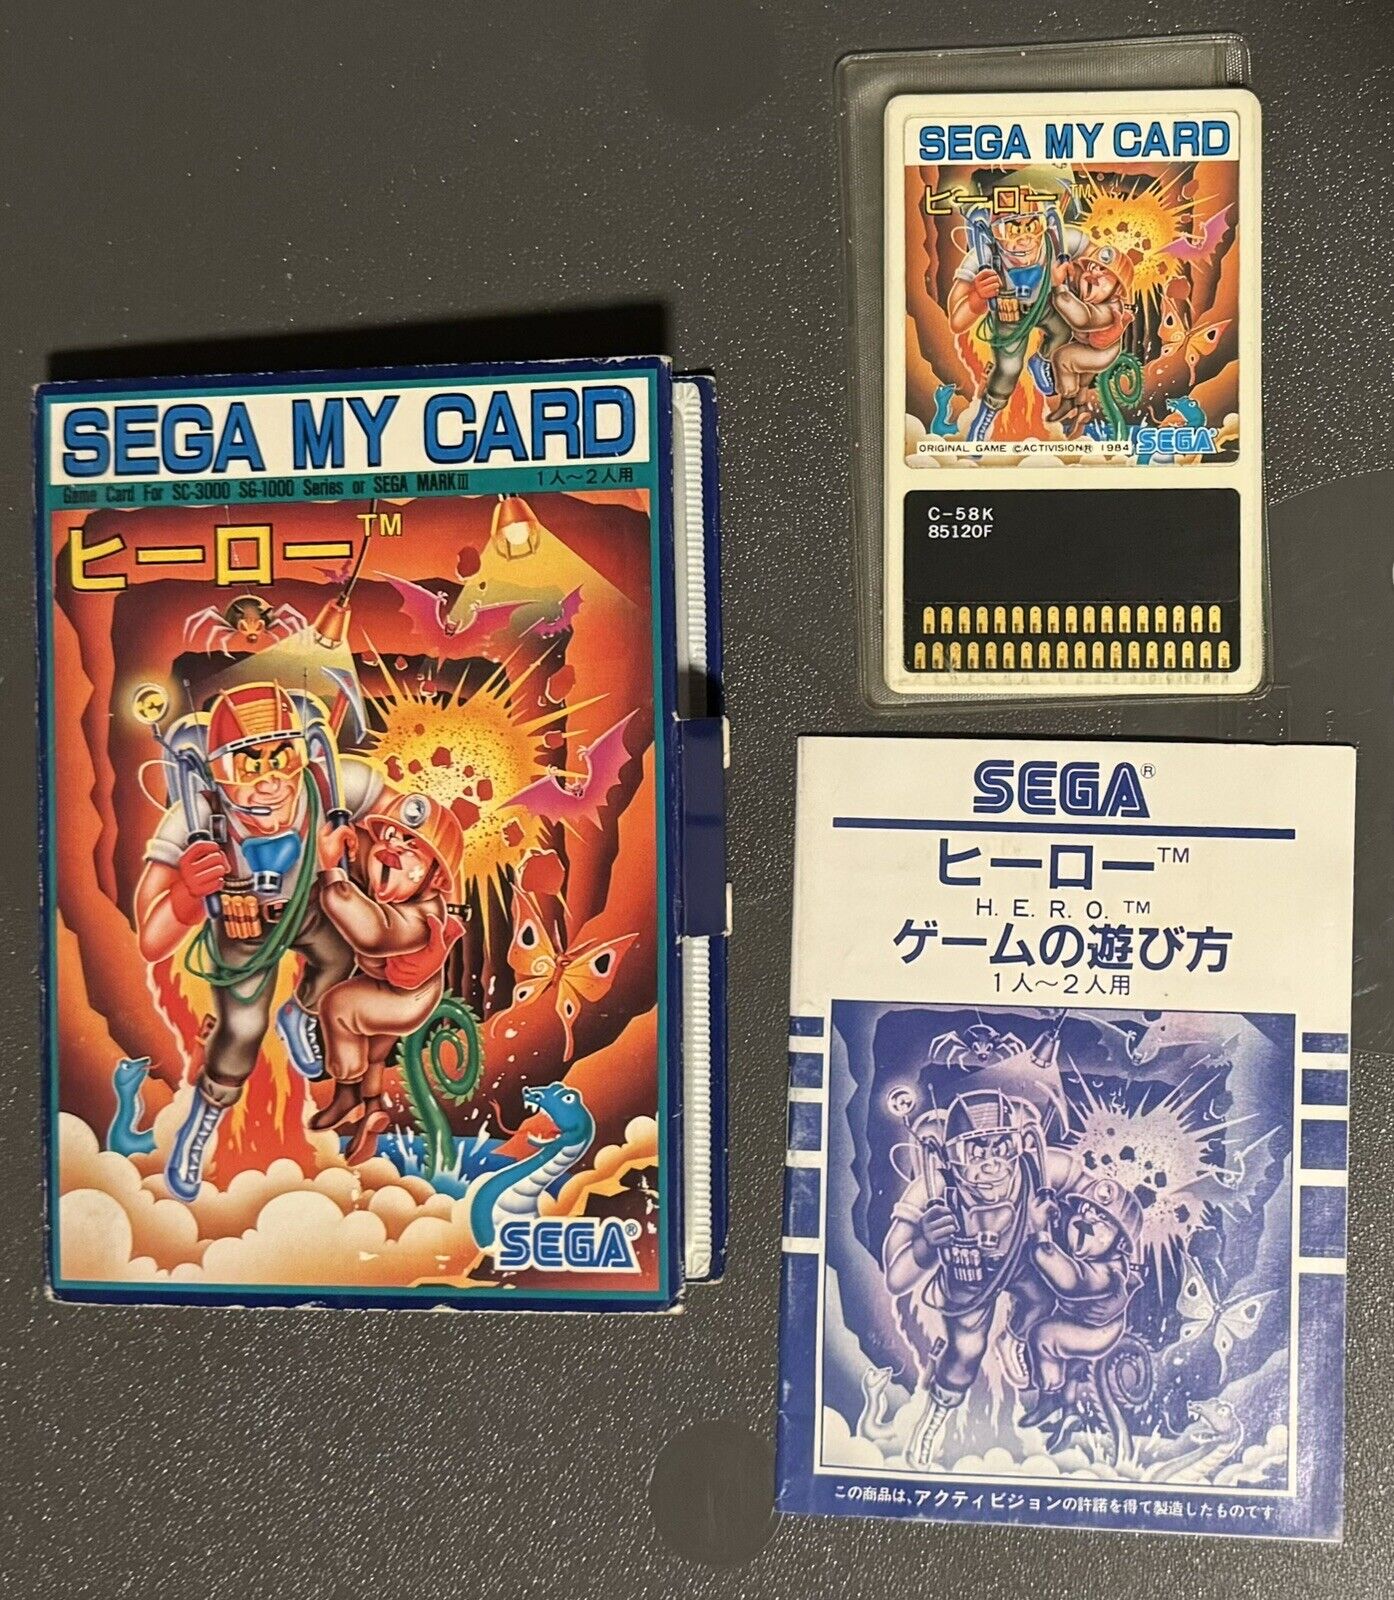 SEGA MY CARD
Game Card For SC-3000 SG-1000 Series or SEGA MARKIII 1人～2人用
ヒーロー™
SEGA®
SEGA MY CARD
ヒーロー™
ORIGINAL GAME ©ACTIVISION® 1984 SEGA®
C-58K
85120F
SEGA®
ヒーロー™
H. E. R. O. ™
ゲームの遊び方
1人～2人用
この商品は、アクティビジョンの許諾を得て製造したものです